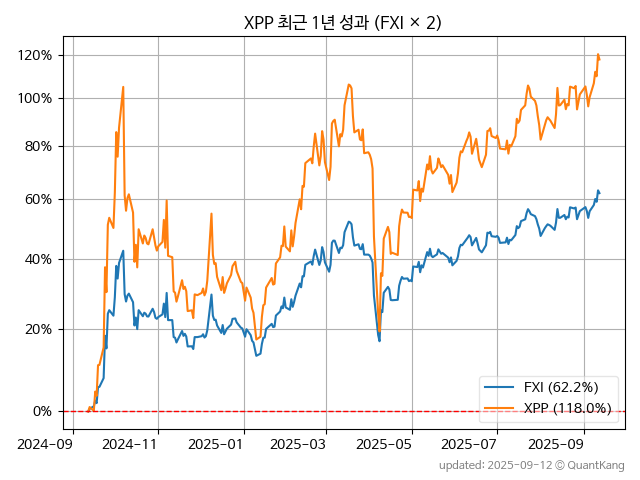 XPP 최근 1년 성과 (FXI × 2)
120%
100%
80%
60%
40%
20%
0%
FXI (62.2%)
XPP (118.0%)
2024-09 2024-11 2025-01 2025-03 2025-05 2025-07 2025-09
updated: 2025-09-12 © QuantKang